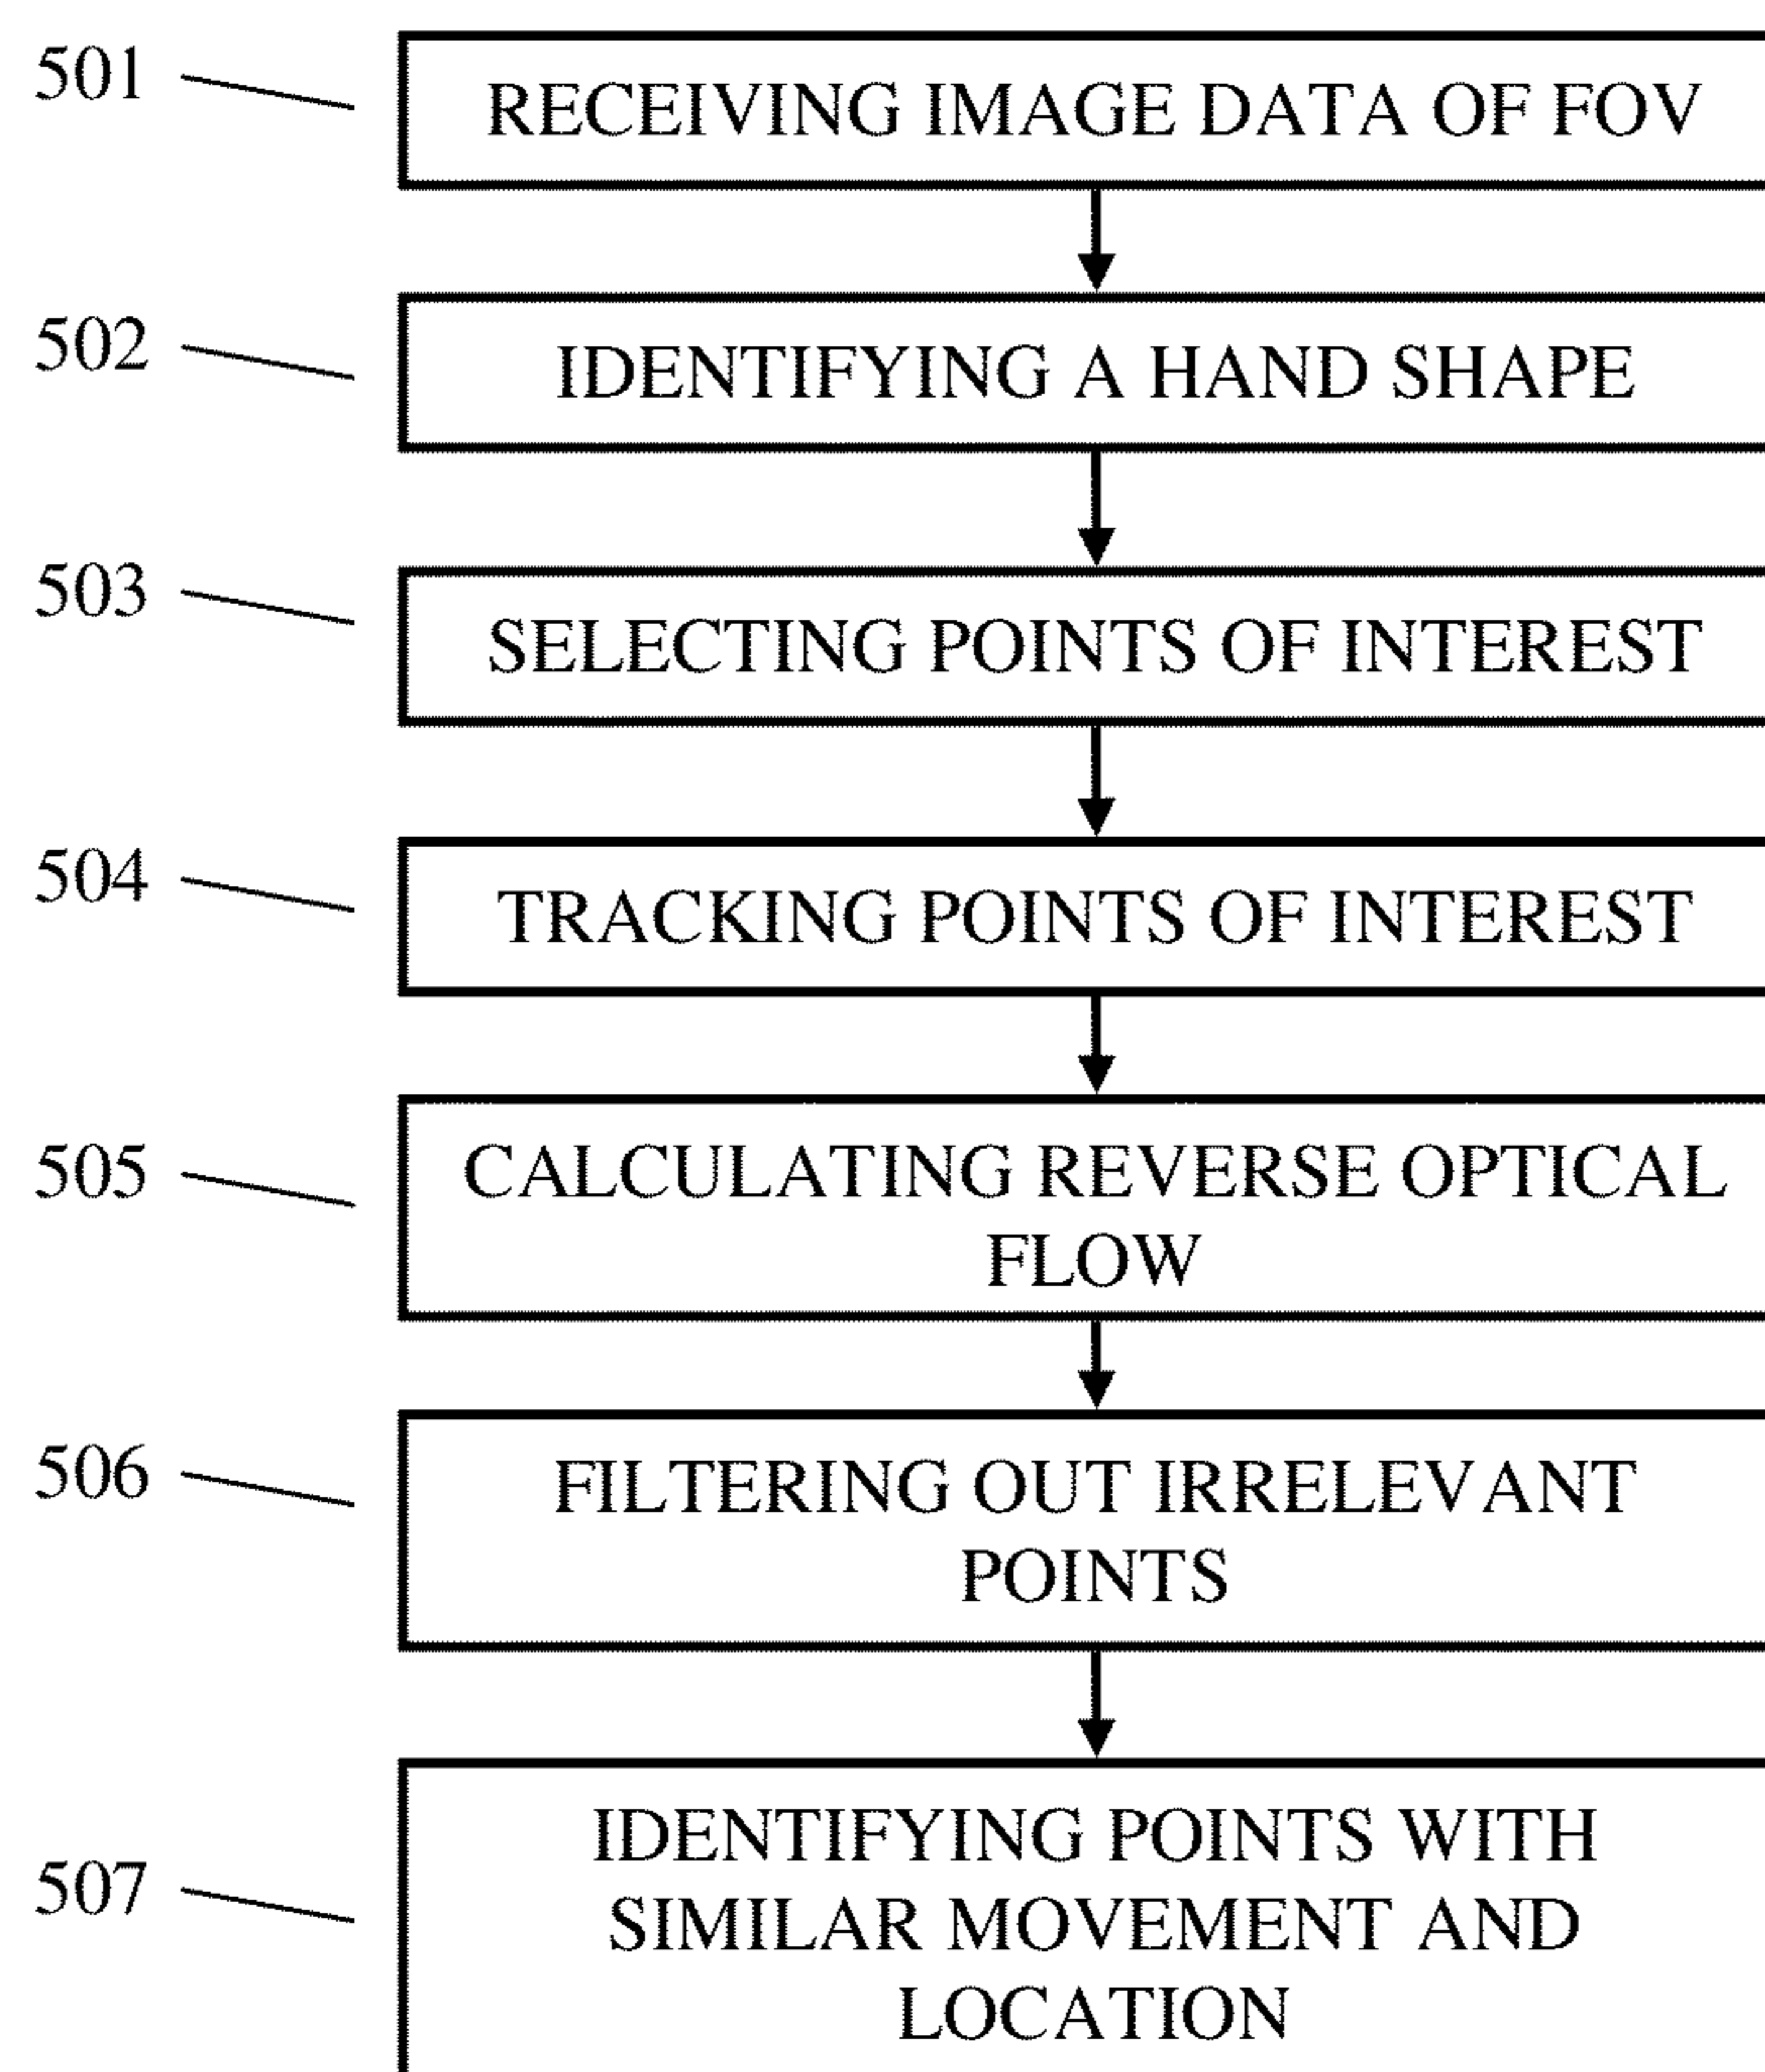 501
RECEIVING IMAGE DATA OF FOV
502
IDENTIFYING A HAND SHAPE
503
SELECTING POINTS OF INTEREST
504
TRACKING POINTS OF INTEREST
505
CALCULATING REVERSE OPTICAL
FLOW
506
FILTERING OUT IRRELEVANT
POINTS
507
IDENTIFYING POINTS WITH
SIMILAR MOVEMENT AND
LOCATION